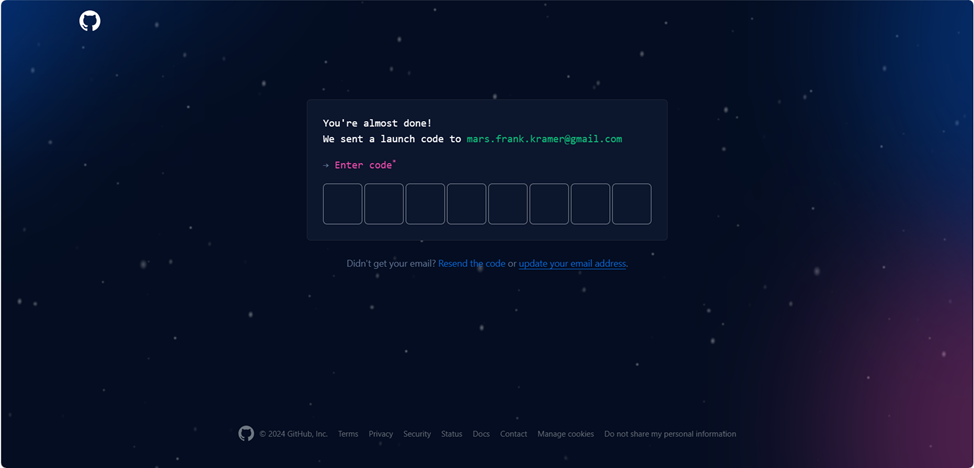 You're almost done!
We sent a launch code to mars.frank.kramer@gmail.com
→ Enter code*
Didn't get your email? Resend the code or update your email address.
© 2024 GitHub, Inc. Terms Privacy Security Status Docs Contact Manage cookies Do not share my personal information